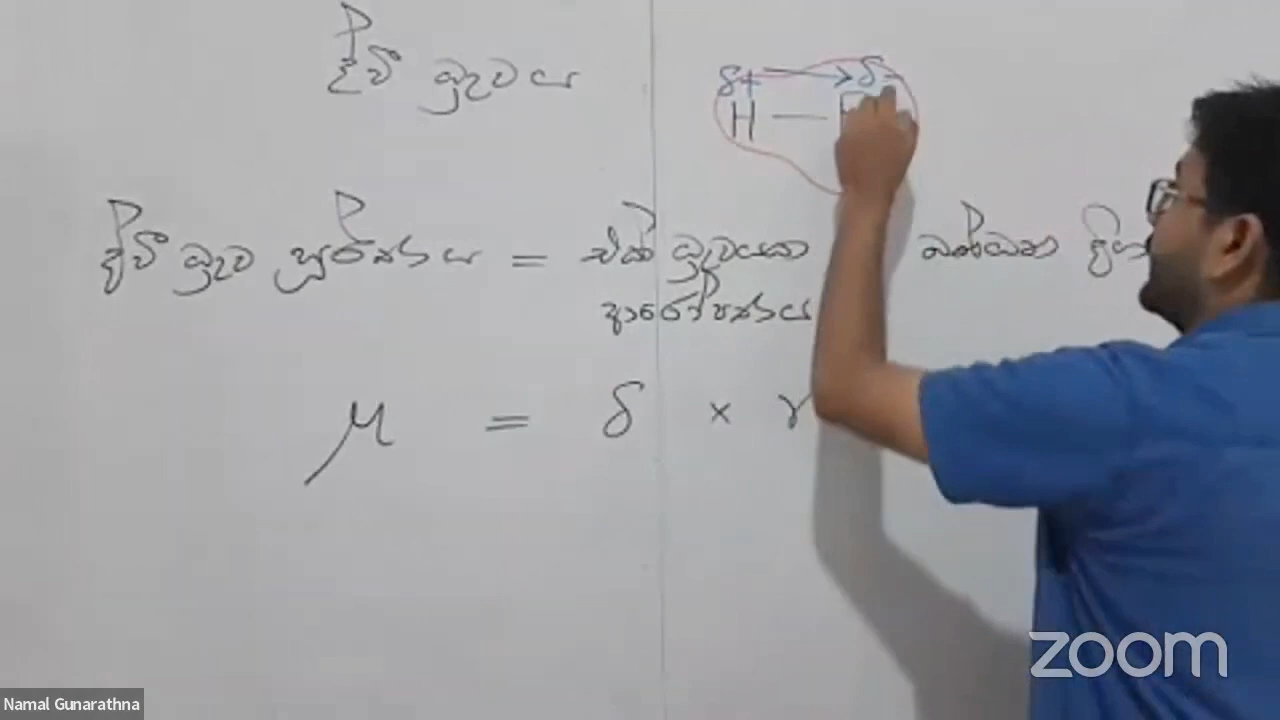 ද්වි ධ්‍රුවය
δ+ δ-
H —
ද්වි ධ්‍රුව ඝූර්ණය = එක් ධ්‍රුවයක බන්ධන දිග
ආරෝපණය
μ = δ × r
zoom
Namal Gunarathna